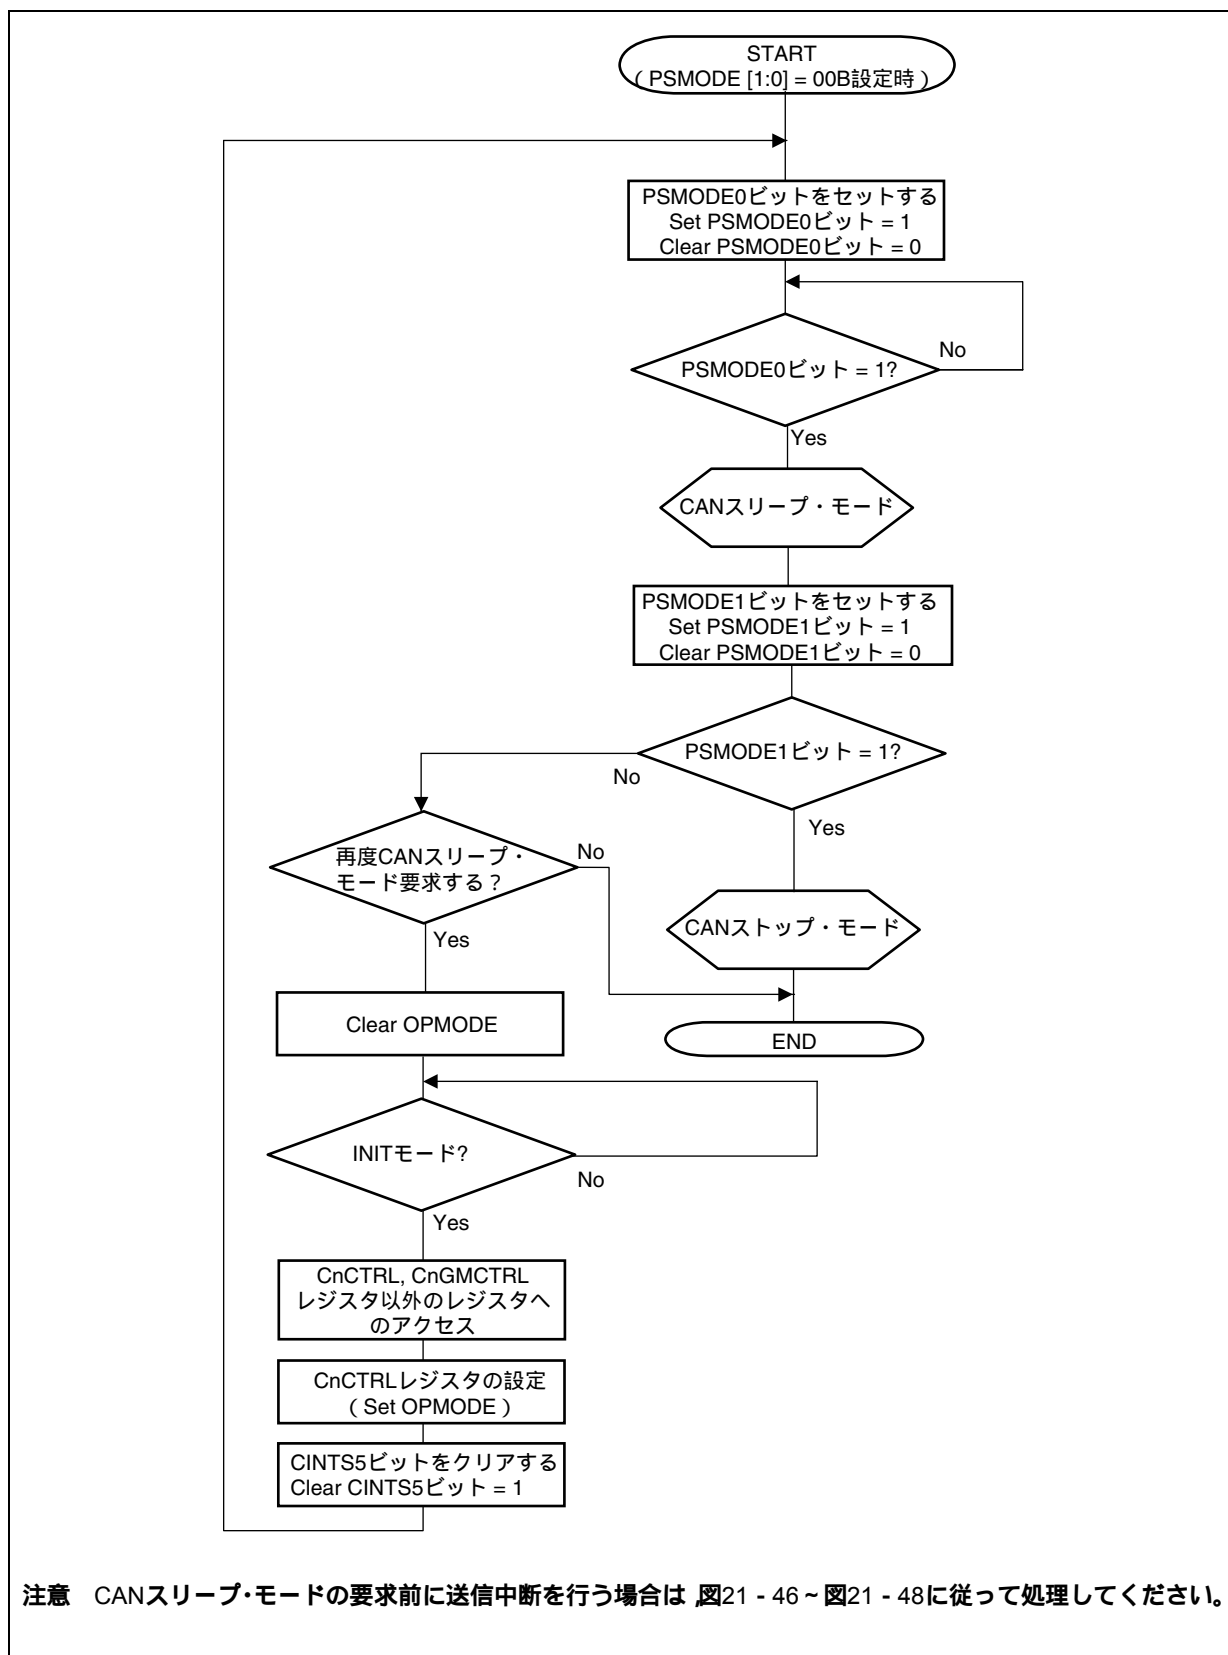 START
( PSMODE [1:0] = 00B設定時 )
PSMODE0ビットをセットする
Set PSMODE0ビット = 1
Clear PSMODE0ビット = 0
PSMODE0ビット = 1?
No
Yes
CANスリープ・モード
PSMODE1ビットをセットする
Set PSMODE1ビット = 1
Clear PSMODE1ビット = 0
PSMODE1ビット = 1?
No
Yes
再度CANスリープ・
モード要求する？
No
Yes
CANストップ・モード
Clear OPMODE
END
INITモード?
No
Yes
CnCTRL, CnGMCTRL
レジスタ以外のレジスタへ
のアクセス
CnCTRLレジスタの設定
( Set OPMODE )
CINTS5ビットをクリアする
Clear CINTS5ビット = 1
注意　CANスリープ・モードの要求前に送信中断を行う場合は,図21 - 46 ~ 図21 - 48に従って処理してください。